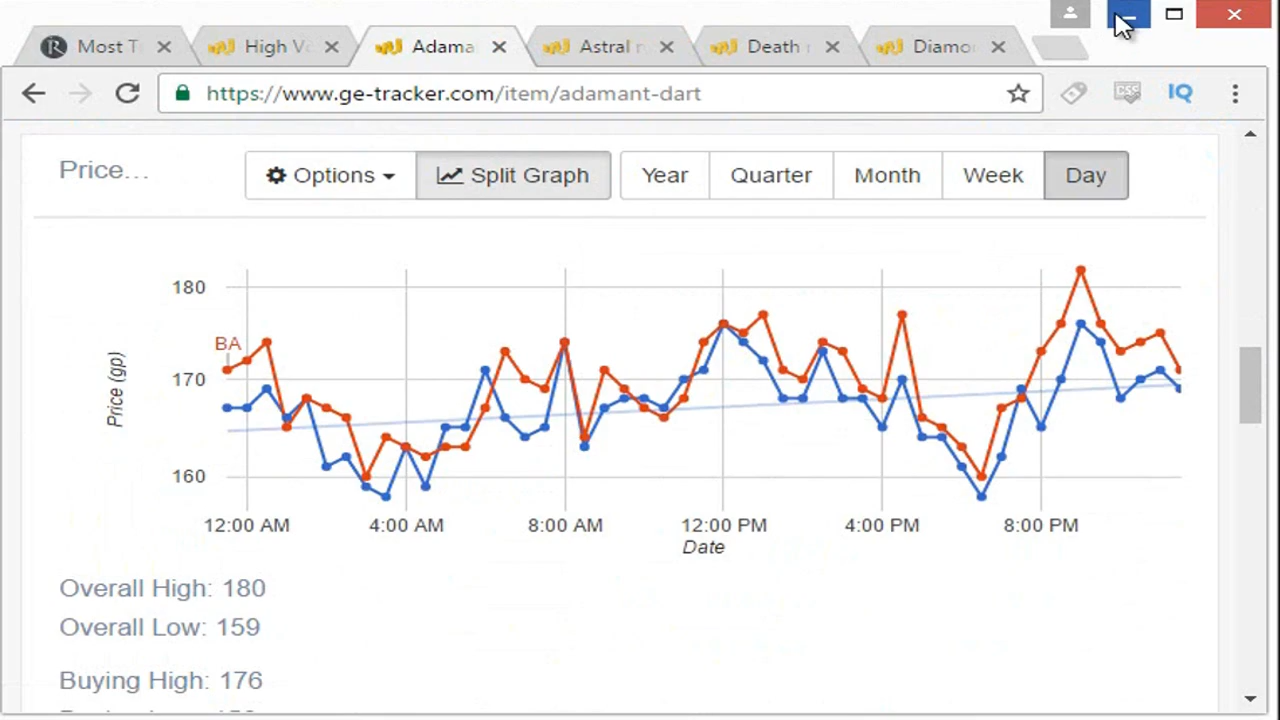 Most T
High Vo
Adama
Astral r
Death
Diamo
https://www.ge-tracker.com/item/adamant-dart
CSS
IQ
Price...
Options
Split Graph
Year
Quarter
Month
Week
Day
180
170
160
BA
Price (gp)
12:00 AM
4:00 AM
8:00 AM
12:00 PM
4:00 PM
8:00 PM
Date
Overall High: 180
Overall Low: 159
Buying High: 176